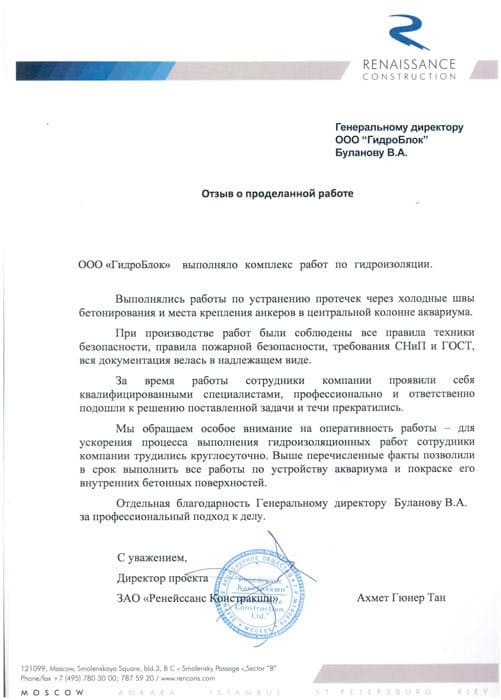 RENAISSANCE
CONSTRUCTION
Генеральному директору
ООО "ГидроБлок"
Буланову В.А.
Отзыв о проделанной работе
ООО «ГидроБлок» выполняло комплекс работ по гидроизоляции.
Выполнялись работы по устранению протечек через холодные швы
бетонирования и места крепления анкеров в центральной колонне аквариума.
При производстве работ были соблюдены все правила техники
безопасности, правила пожарной безопасности, требования СНиП и ГОСТ,
вся документация велась в надлежащем виде.
За время работы сотрудники компании проявили себя
квалифицированными специалистами, профессионально и ответственно
подошли к решению поставленной задачи и течи прекратились.
Мы обращаем особое внимание на оперативность работы – для
ускорения процесса выполнения гидроизоляционных работ сотрудники
компании трудились круглосуточно. Выше перечисленные факты позволили
в срок выполнить все работы по устройству аквариума и покраске его
внутренних бетонных поверхностей.
Отдельная благодарность Генеральному директору Буланову В.А.
за профессиональный подход к делу.
С уважением,
Директор проекта
ЗАО «Ренейссанс Констракшн» Ахмет Гюнер Тан
Construction
Ltd."
121099, Moscow, Smolenskaya Square, bld.3, B C « Smolensky Passage »,Sector "B"
Phone/fax +7 (495) 780 30 00; 787 59 20 / www.rencons.com
MOSCOW ANKARA ISTANBUL ST PETERSBURG KIEV